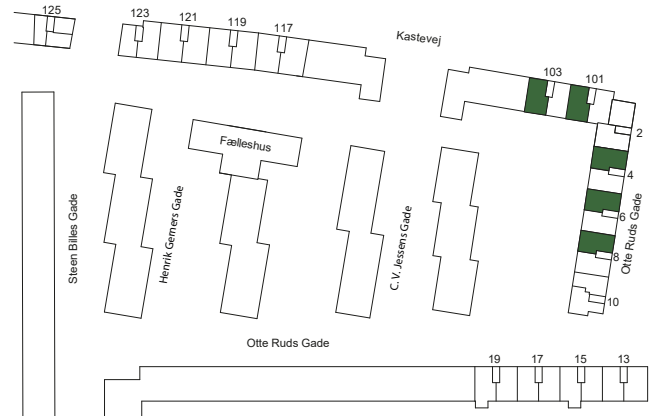 125
123
121
119
117
Kastevej
103
101
2
4
6
8
10
Fælleshus
Steen Billes Gade
Henrik Gerners Gade
C.V. Jessens Gade
Otte Ruds Gade
Otte Ruds Gade
19
17
15
13